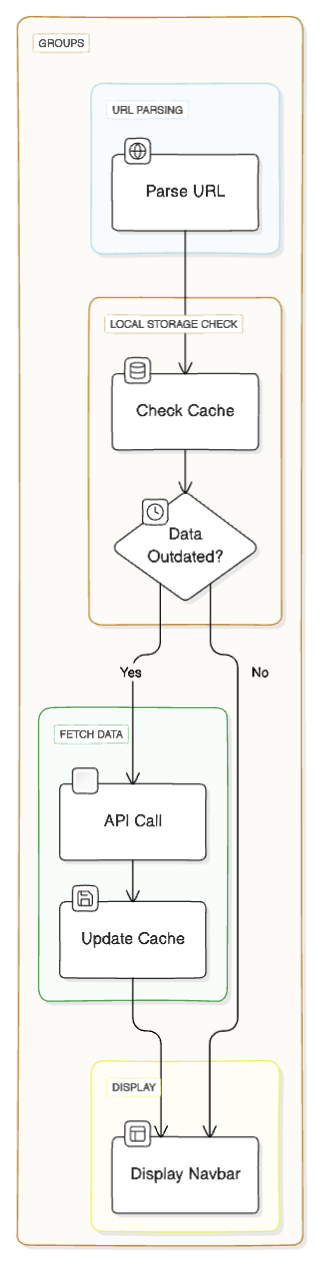 GROUPS
URL PARSING
Parse URL
LOCAL STORAGE CHECK
Check Cache
Data
Outdated?
Yes
No
FETCH DATA
API Call
Update Cache
DISPLAY
Display Navbar